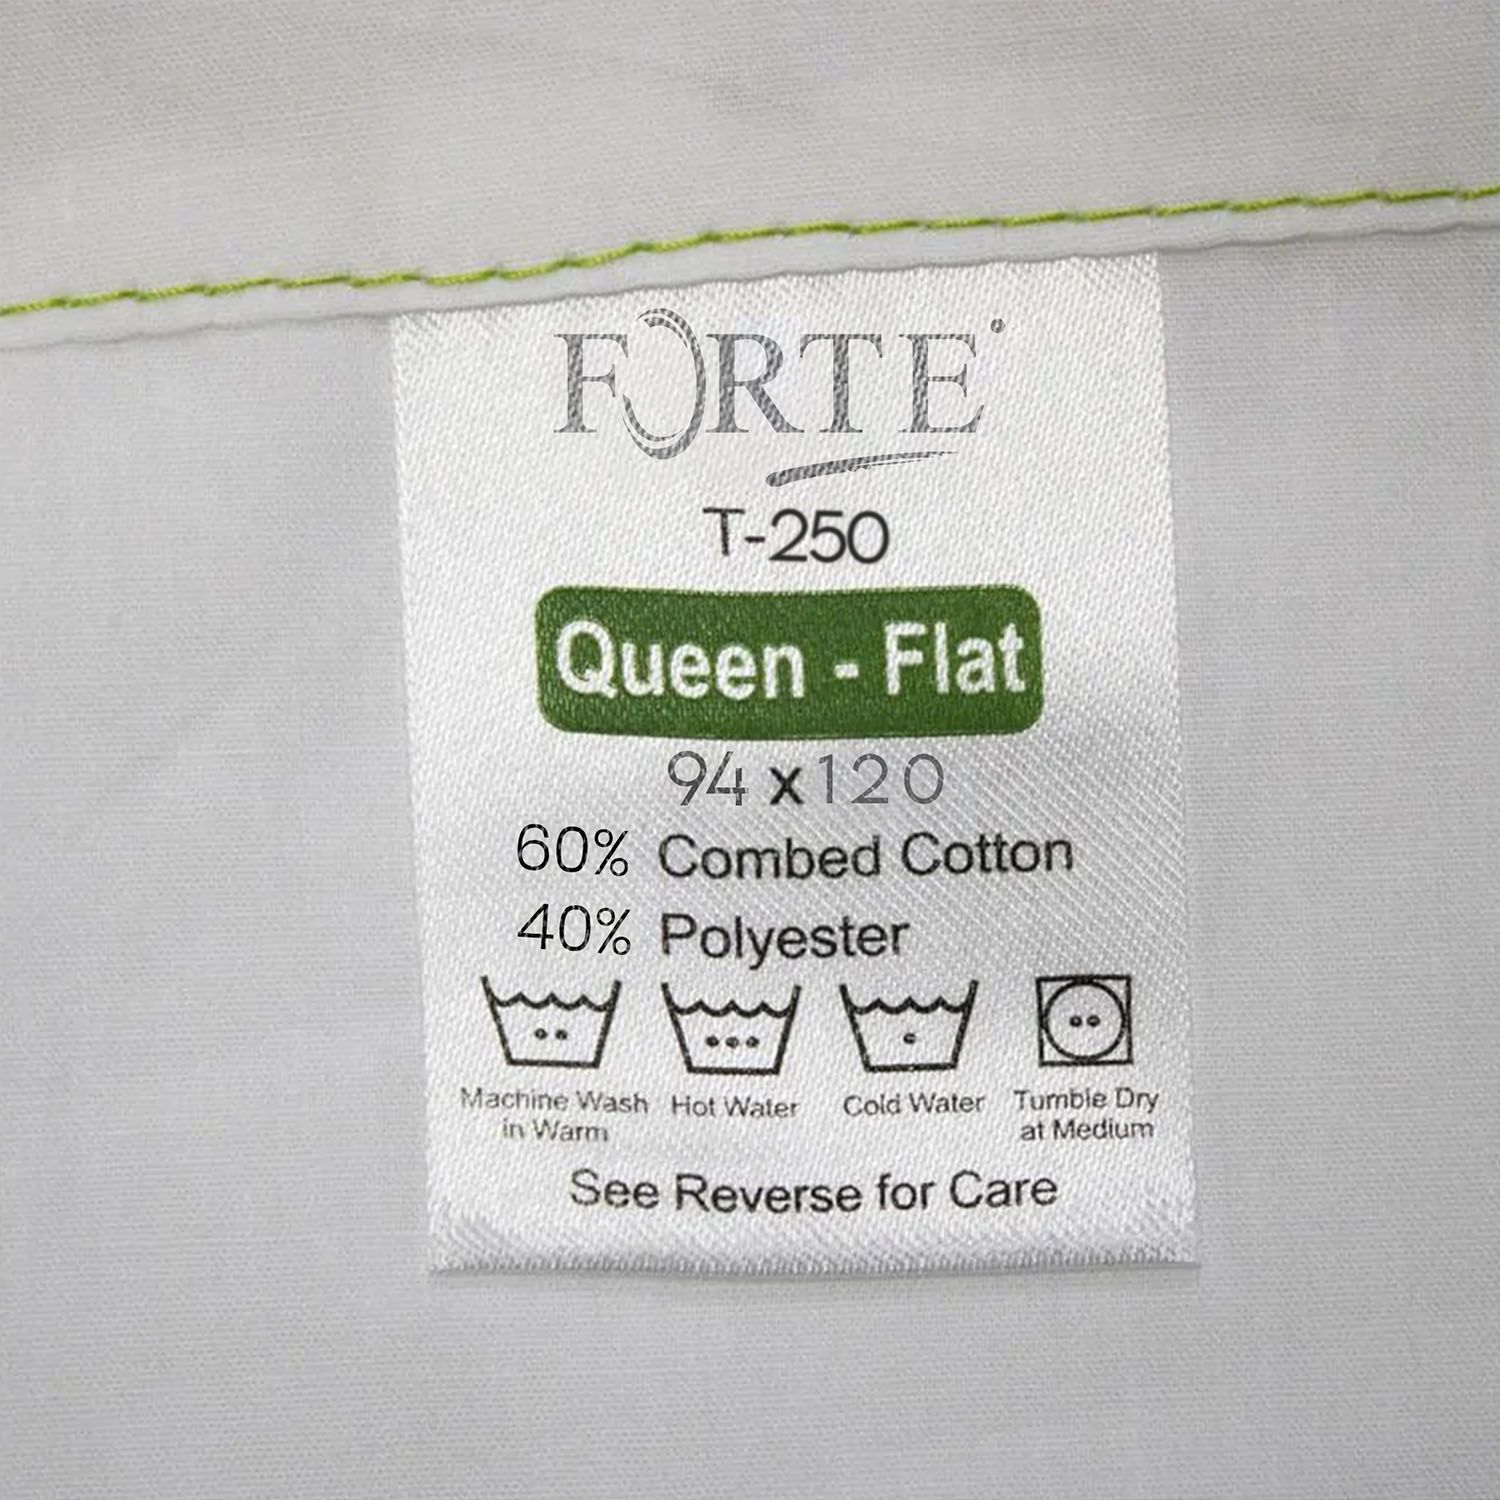 FORTE
T-250
Queen - Flat
94 x 120
60% Combed Cotton
40% Polyester
Machine Wash in Warm
Hot Water
Cold Water
Tumble Dry at Medium
See Reverse for Care